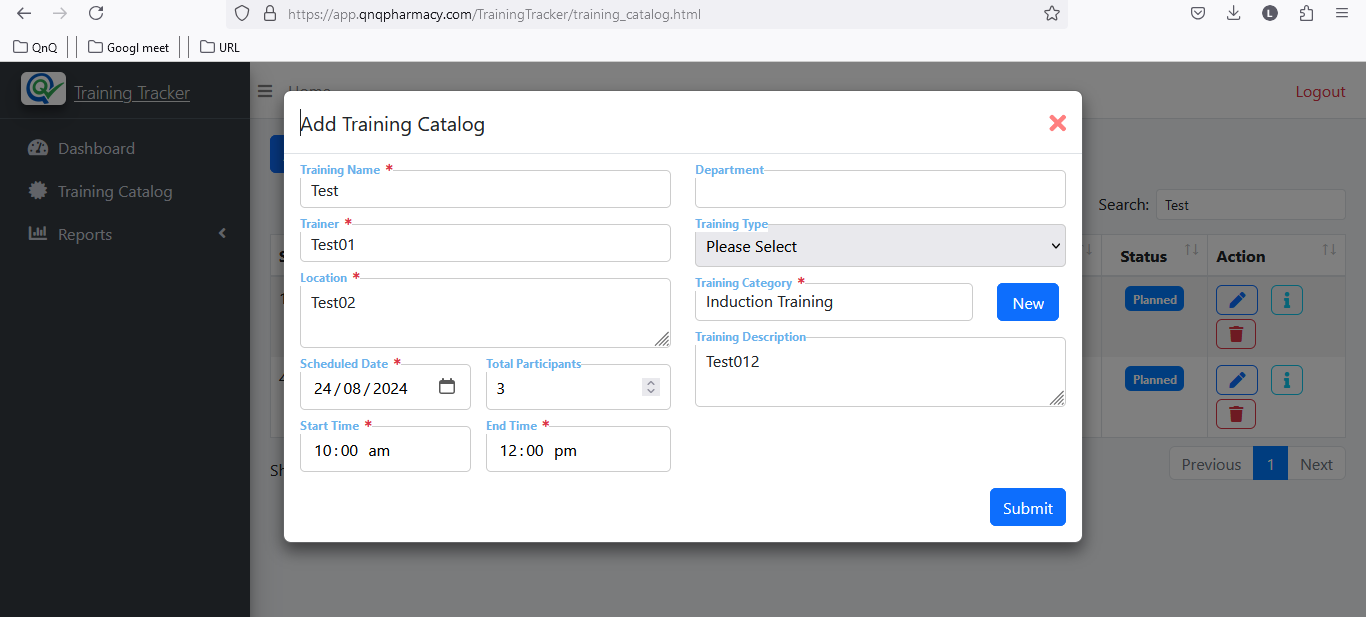 https://app.qnqpharmacy.com/TrainingTracker/training_catalog.html
L
QnQ
Googl meet
URL
Training Tracker
Home
Logout
Dashboard
Training Catalog
Reports
Add Training Catalog
Training Name *
Test
Department
Trainer *
Test01
Training Type
Please Select
Location *
Test02
Training Category *
Induction Training
New
Training Description
Test012
Scheduled Date *
24/08/2024
Total Participants
3
Start Time *
10:00 am
End Time *
12:00 pm
Submit
Search: Test
Status
Action
Planned
Planned
Previous 1 Next